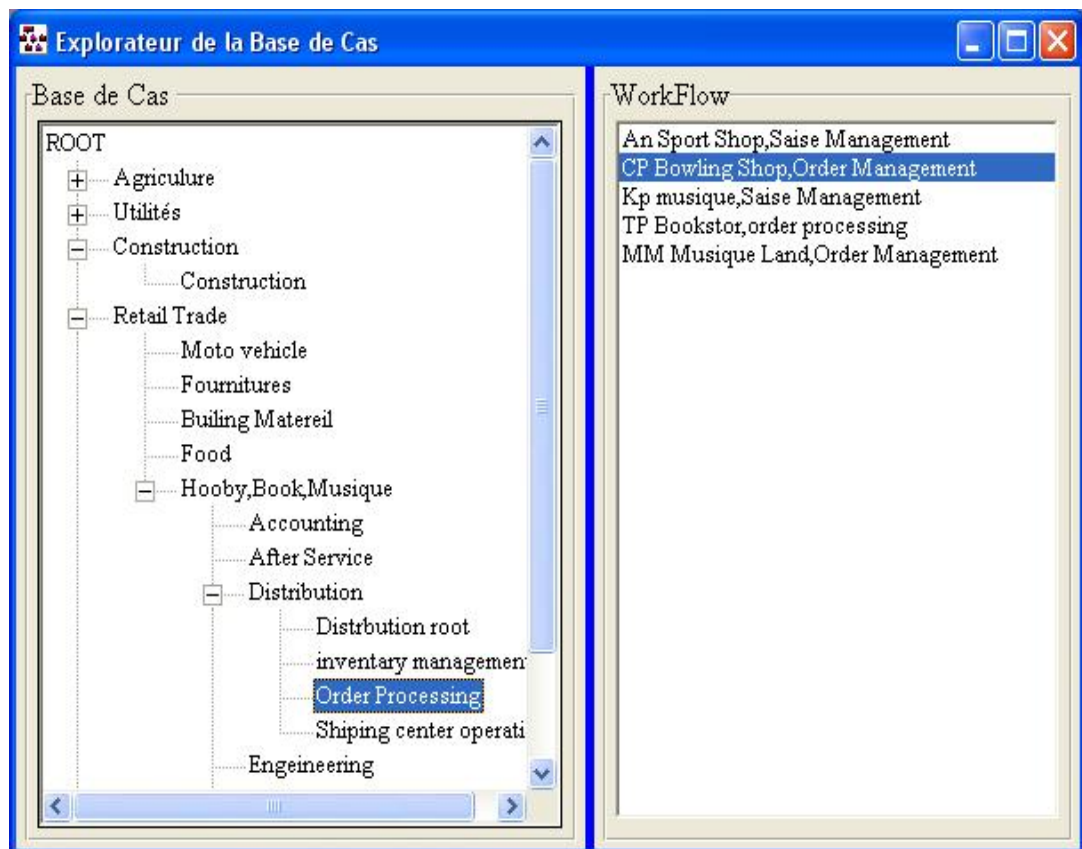 Explorateur de la Base de Cas
Base de Cas
ROOT
Agriculure
Utilités
Construction
Construction
Retail Trade
Moto vehicle
Fournitures
Builing Matereil
Food
Hooby,Book,Musique
Accounting
After Service
Distribution
Distrbution root
inventary managemen
Order Processing
Shiping center operati
Engeineering
WorkFlow
An Sport Shop,Saise Management
CP Bowling Shop,Order Management
Kp musique,Saise Management
TP Bookstor,order processing
MM Musique Land,Order Management